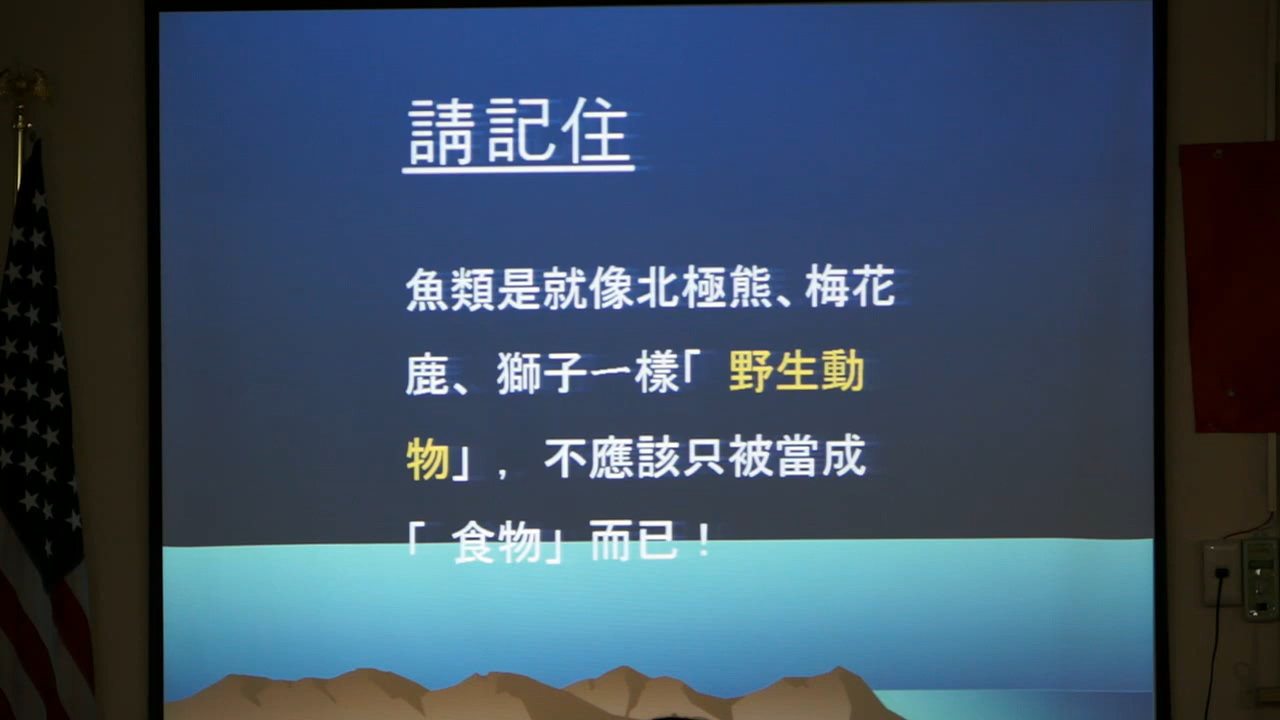 請記住
魚類是就像北極熊、梅花
鹿、獅子一樣「野生動
物」，不應該只被當成
「食物」而已！